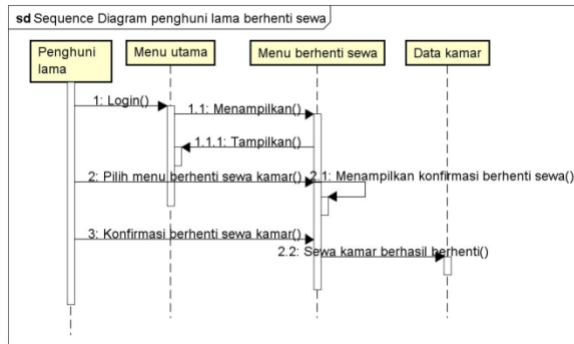 sd Sequence Diagram penghuni lama berhenti sewa
Penghuni
lama
Menu utama
Menu berhenti sewa
Data kamar
1: Login()
1.1: Menampilkan()
1.1.1: Tampilkan()
2: Pilih menu berhenti sewa kamar()
2.1: Menampilkan konfirmasi berhenti sewa()
3: Konfirmasi berhenti sewa kamar()
2.2: Sewa kamar berhasil berhenti()